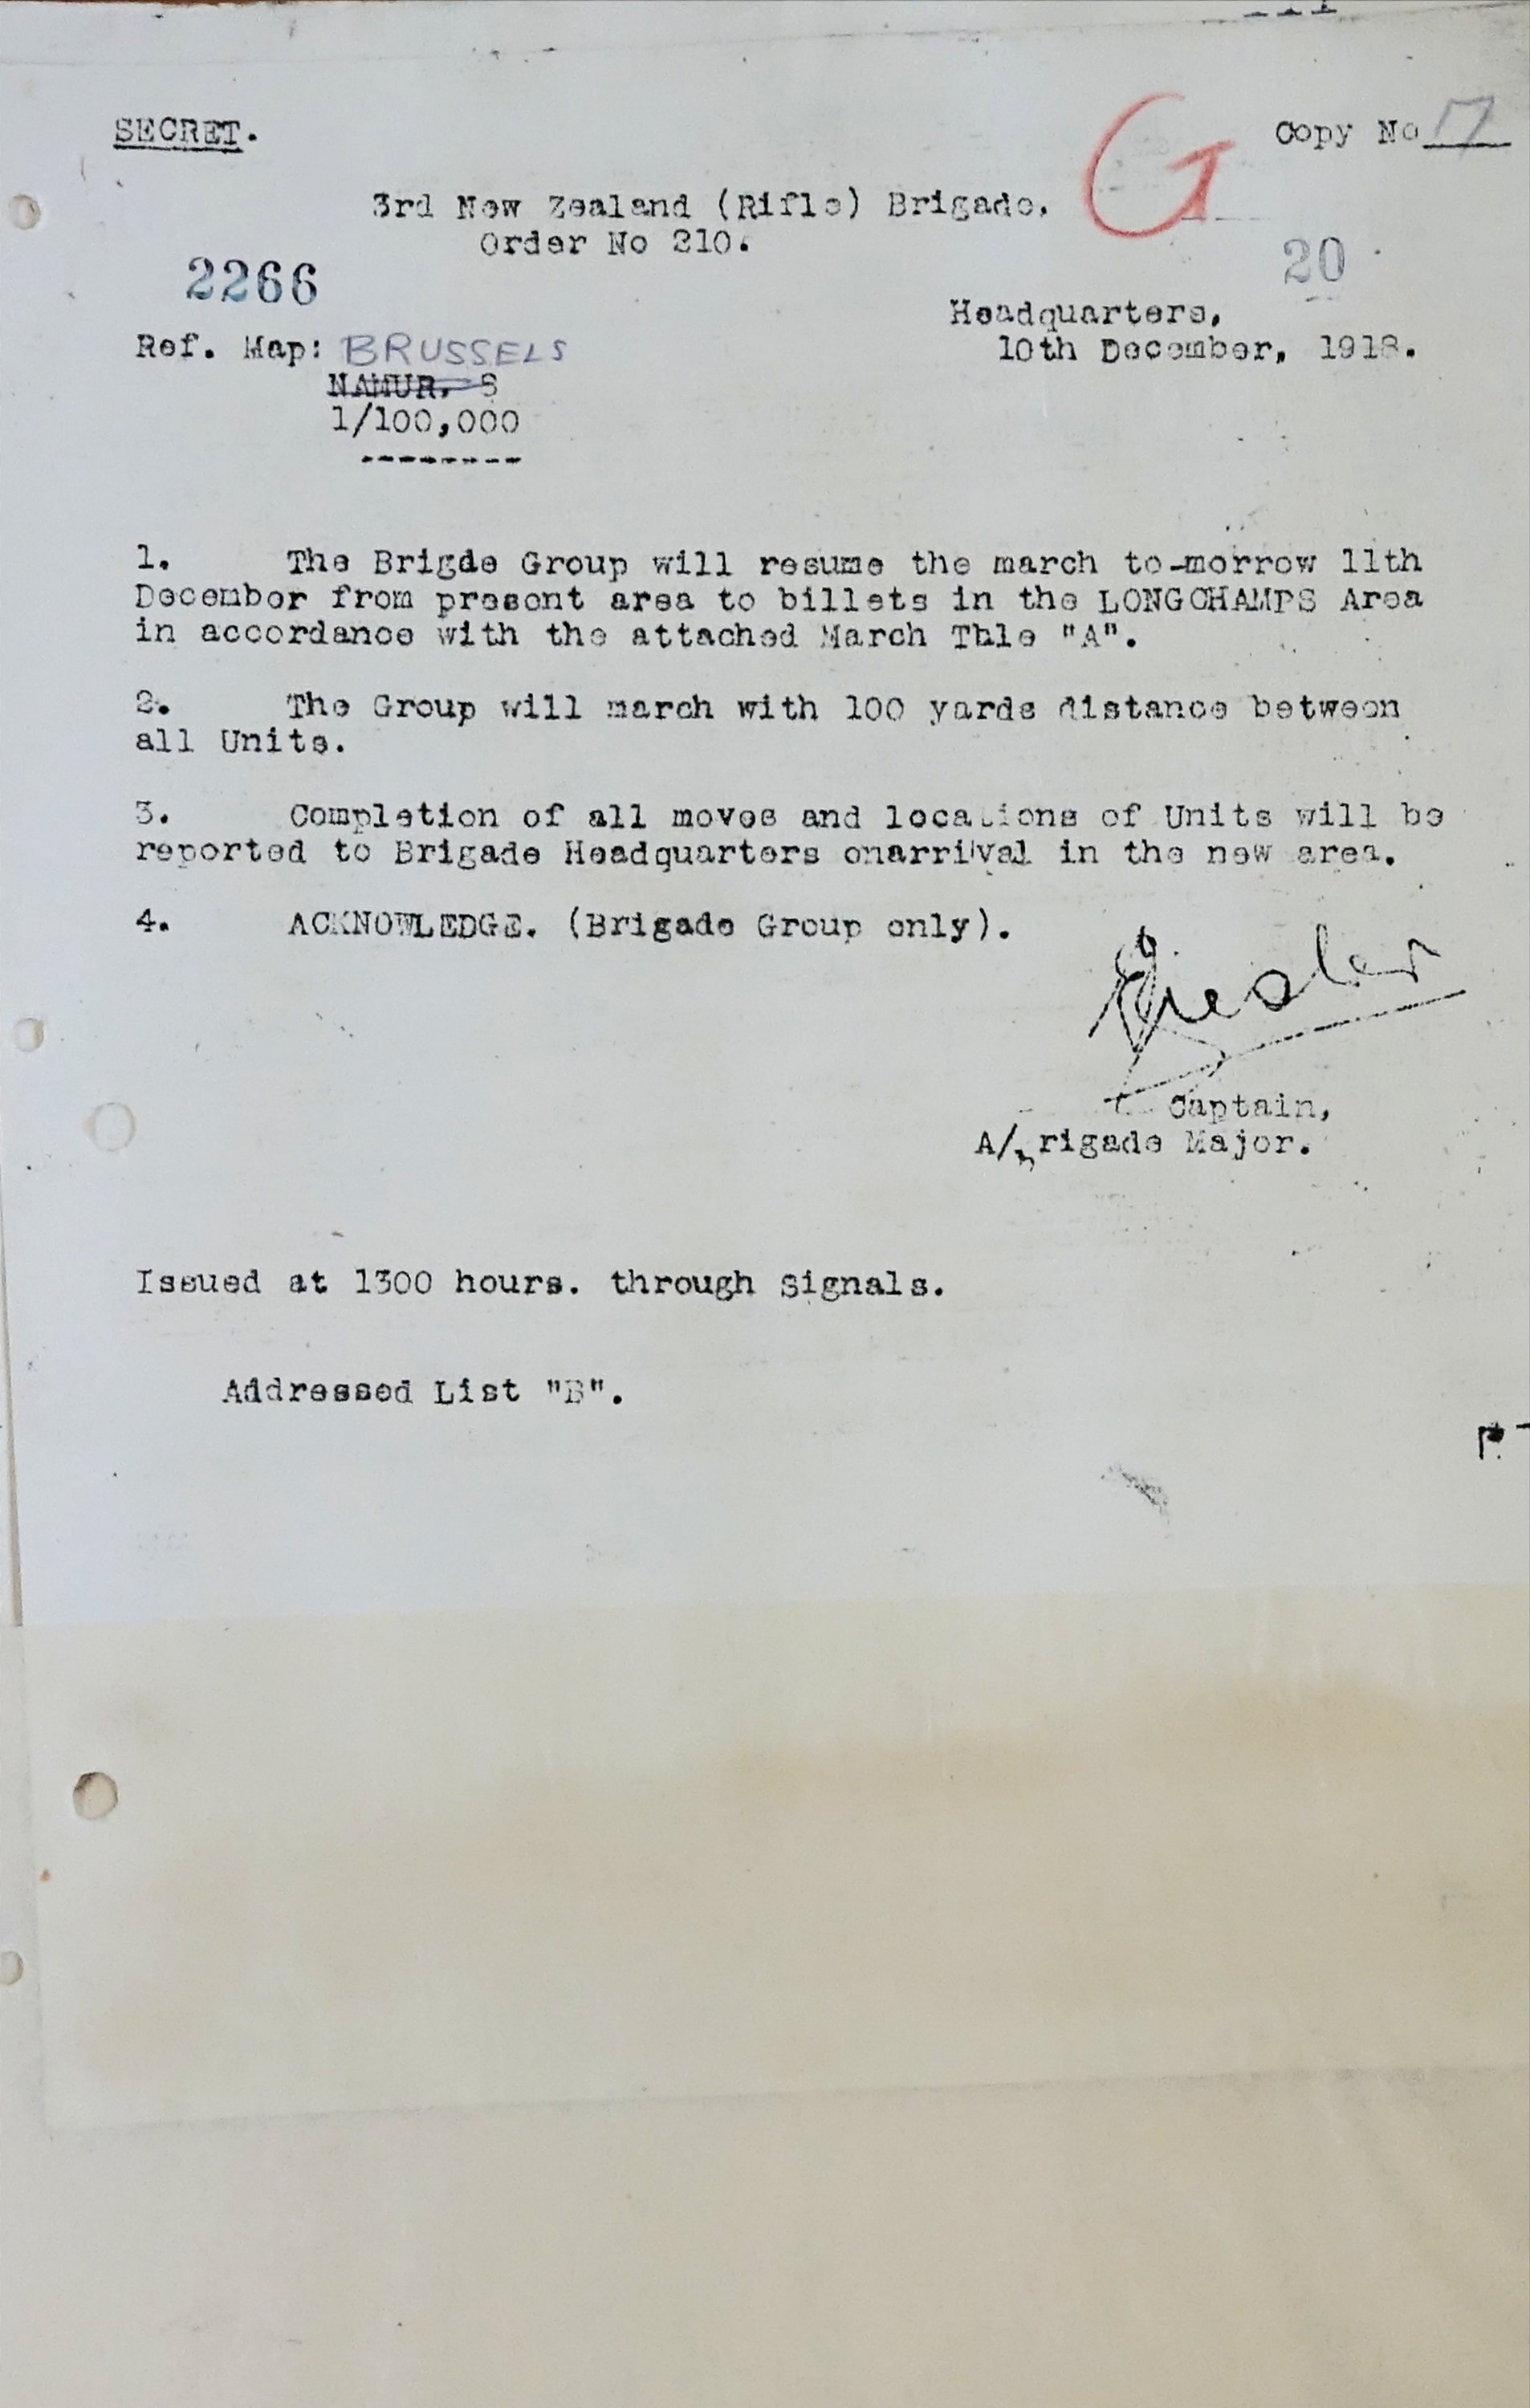 SECRET.
Copy No 17
G
3rd New Zealand (Rifle) Brigade.
Order No 210.
2266
20
Headquarters,
10th December, 1918.
Ref. Map: BRUSSELS
NAMUR. 8
1/100,000
1. The Brigde Group will resume the march to-morrow 11th
December from present area to billets in the LONGCHAMPS Area
in accordance with the attached March Tble "A".
2. The Group will march with 100 yards distance between
all Units.
3. Completion of all moves and locations of Units will be
reported to Brigade Headquarters onarrival in the new area.
4. ACKNOWLEDGE. (Brigade Group only).
Captain,
A/Brigade Major.
Issued at 1300 hours. through Signals.
Addressed List "B".